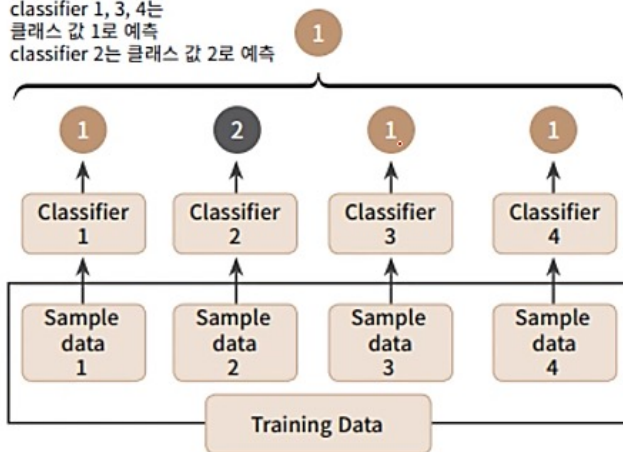 classifier 1, 3, 4는
클래스 값 1로 예측
classifier 2는 클래스 값 2로 예측
1
1
2
1
1
Classifier
1
Classifier
2
Classifier
3
Classifier
4
Sample
data
1
Sample
data
2
Sample
data
3
Sample
data
4
Training Data